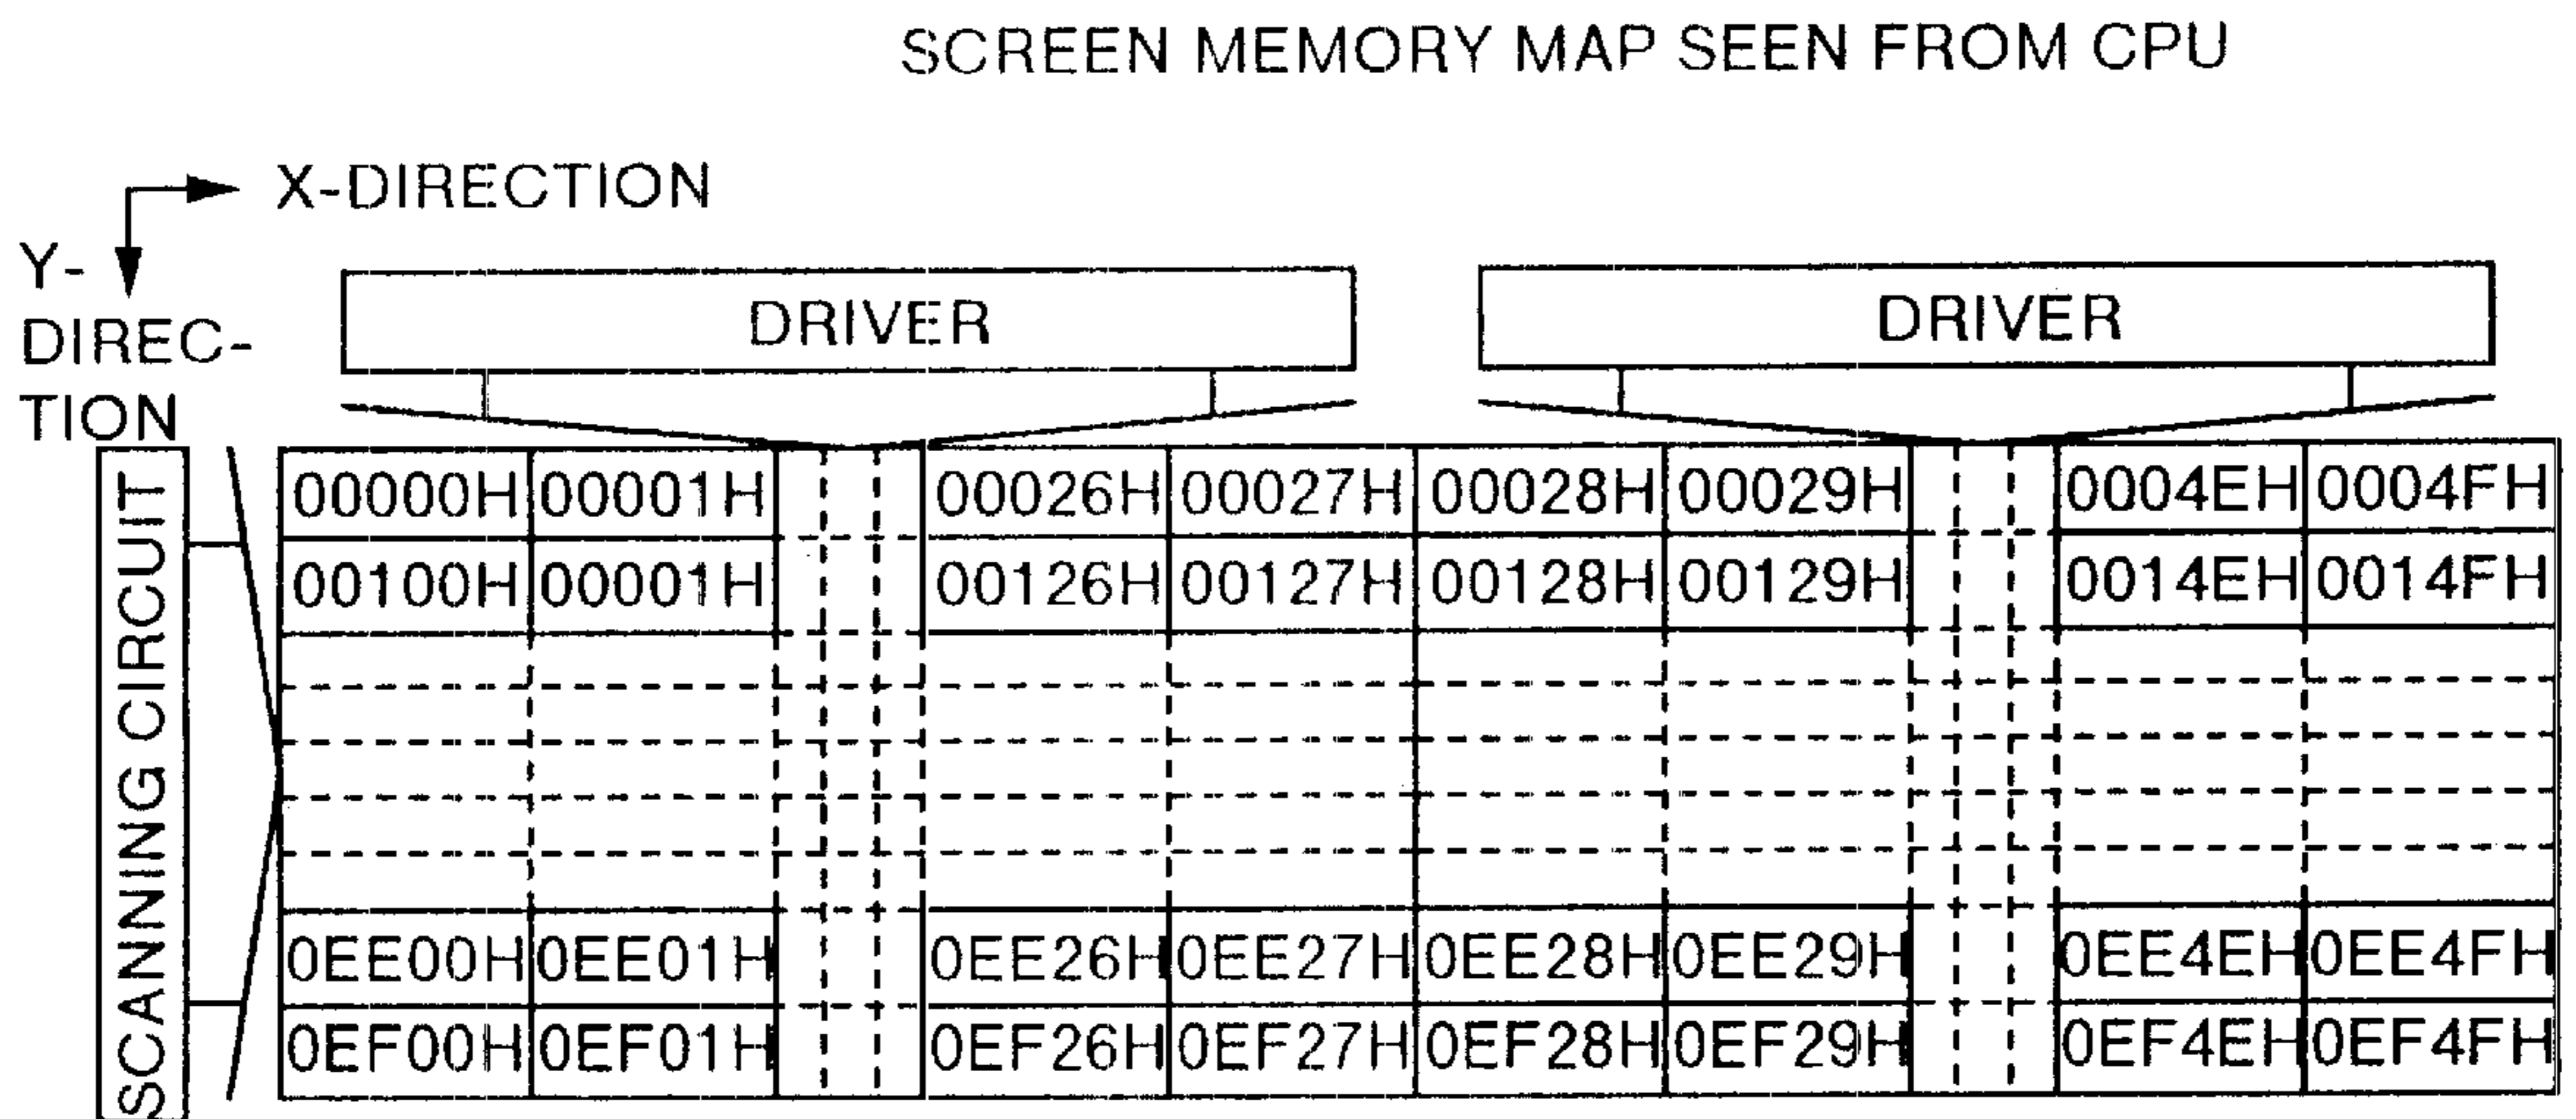 SCREEN MEMORY MAP SEEN FROM CPU
X-DIRECTION
Y-
DIREC-
TION
DRIVER DRIVER
SCANNING CIRCUIT
00000H 00001H 00026H 00027H 00028H 00029H 0004EH 0004FH
00100H 00001H 00126H 00127H 00128H 00129H 0014EH 0014FH
0EE00H 0EE01H 0EE26H 0EE27H 0EE28H 0EE29H 0EE4EH 0EE4FH
0EF00H 0EF01H 0EF26H 0EF27H 0EF28H 0EF29H 0EF4EH 0EF4FH